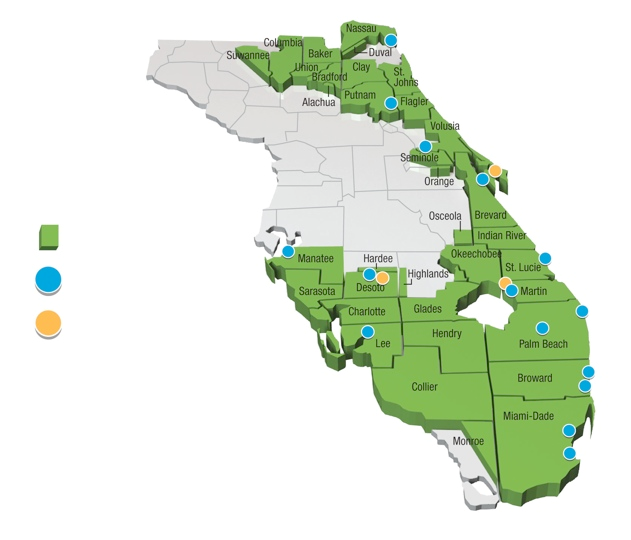 Nassau
Columbia
Duval
Suwannee
Baker
Union
Clay
St.
Johns
Bradford
Putnam
Alachua
Flagler
Volusia
Seminole
Orange
Osceola
Brevard
Indian River
Okeechobee
Manatee
Hardee
St. Lucie
Highlands
Desoto
Sarasota
Martin
Charlotte
Glades
Hendry
Lee
Palm Beach
Broward
Collier
Miami-Dade
Monroe